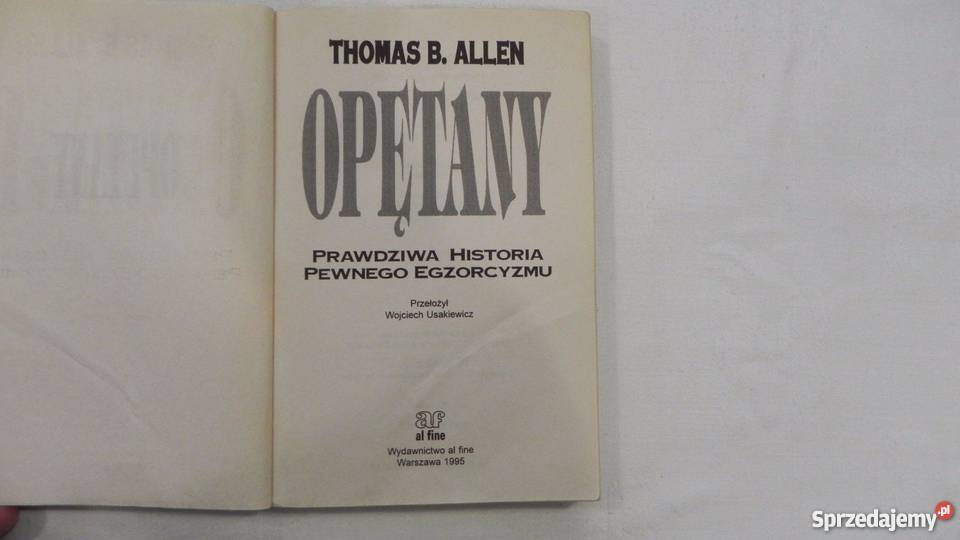 THOMAS B. ALLEN
OPĘTANY
PRAWDZIWA HISTORIA
PEWNEGO EGZORCYZMU
Przełożył
Wojciech Usakiewicz
af
al fine
Wydawnictwo al fine
Warszawa 1995
Sprzedajemy.pl